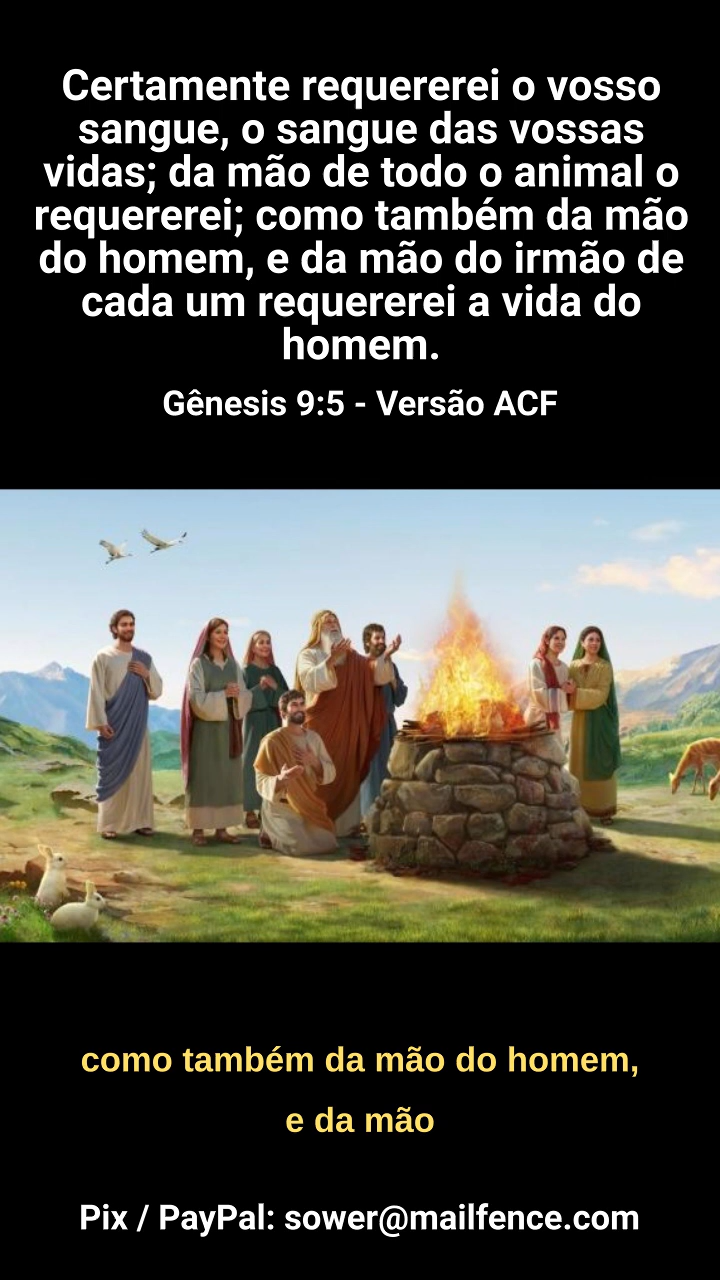 Certamente requererei o vosso
sangue, o sangue das vossas
vidas; da mão de todo o animal o
requererei; como também da mão
do homem, e da mão do irmão de
cada um requererei a vida do
homem.
Gênesis 9:5 - Versão ACF
como também da mão do homem,
e da mão
Pix / PayPal: sower@mailfence.com